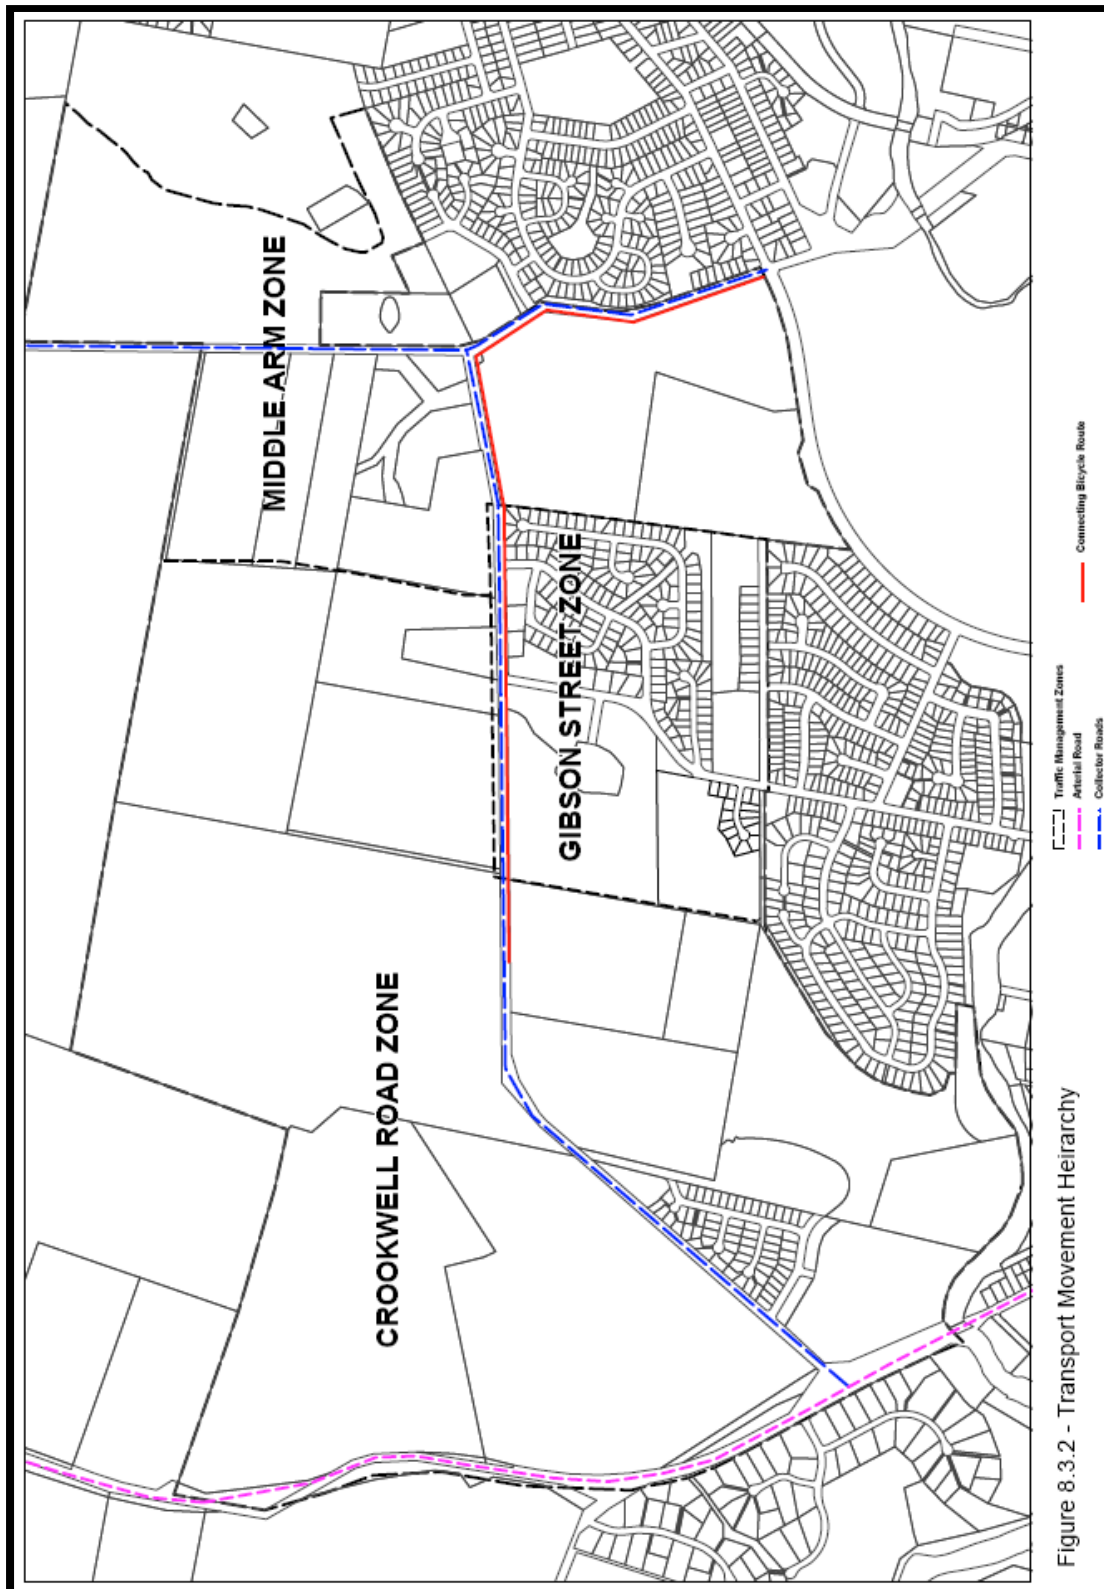 MIDDLE ARM ZONE
GIBSON STREET ZONE
CROOKWELL ROAD ZONE
Traffic Management Zones
Arterial Road
Collector Roads
Connecting Bicycle Route
Figure 8.3.2 - Transport Movement Heirarchy